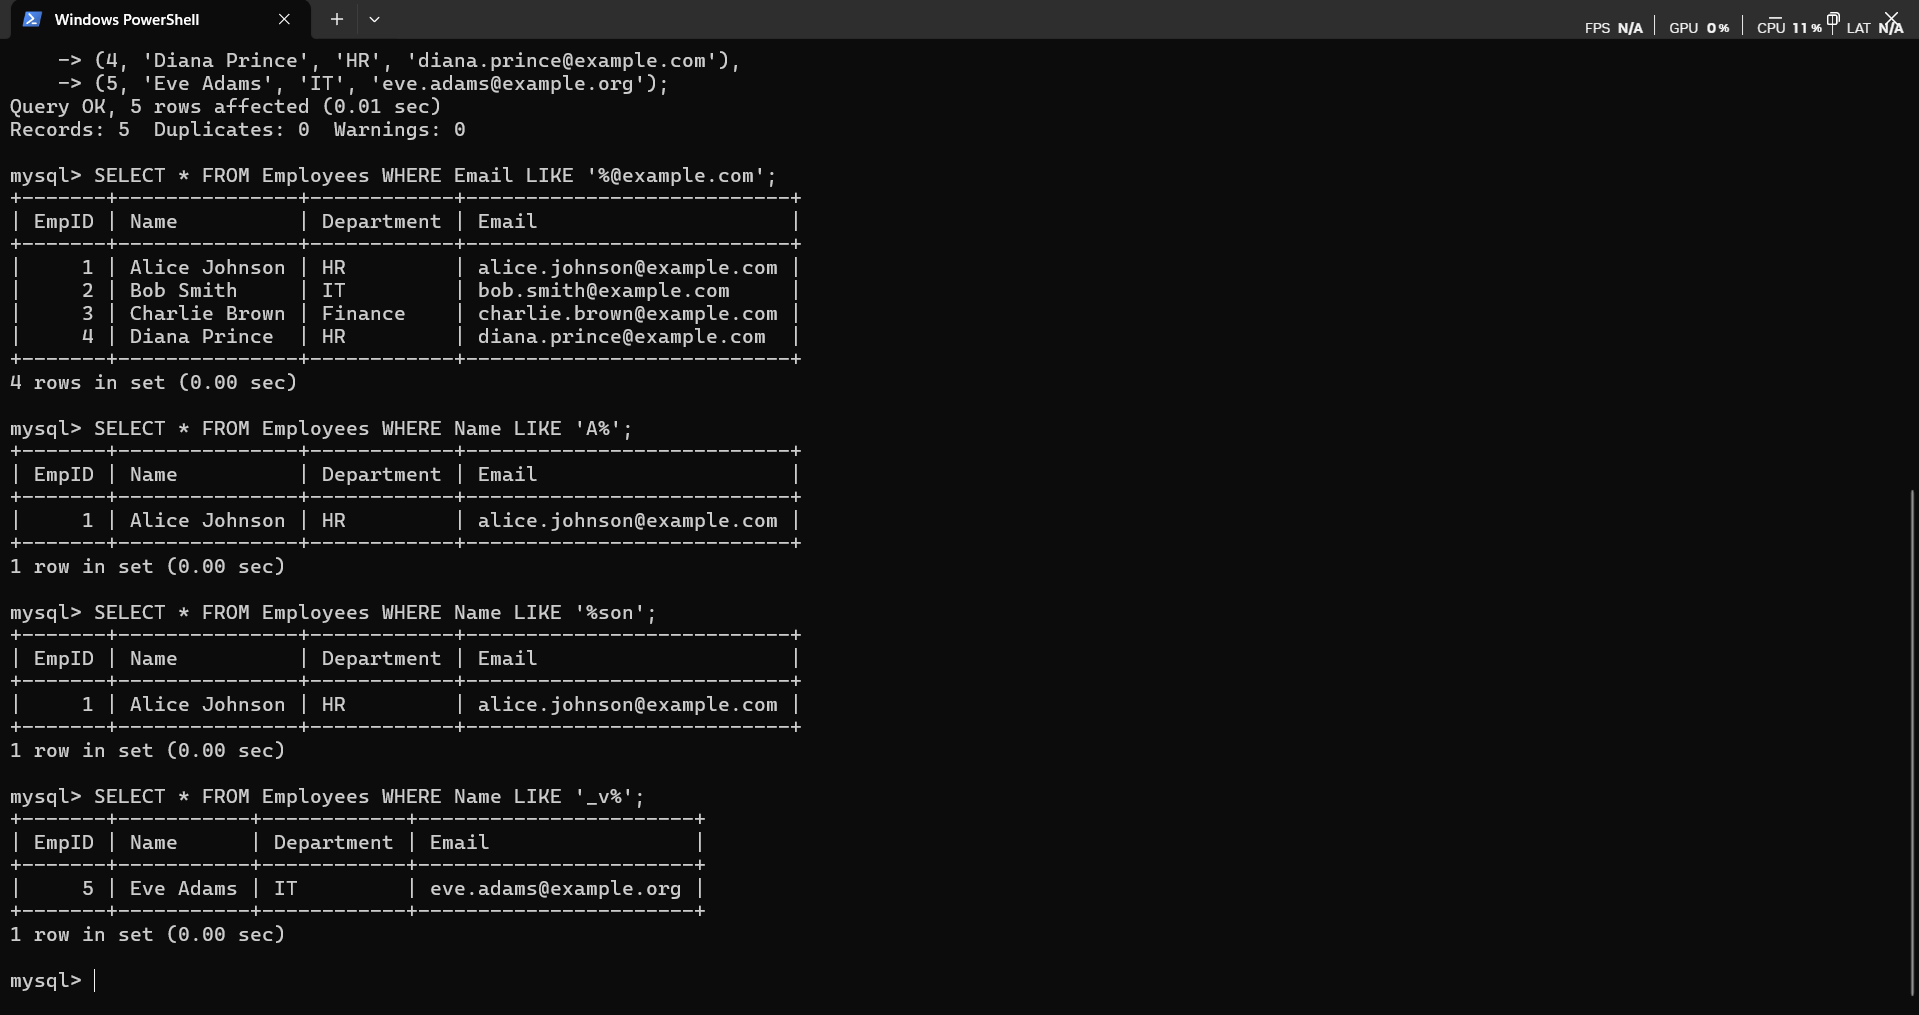 Windows PowerShell
FPS N/A | GPU 0% | CPU 11% | LAT N/A
    -> (4, 'Diana Prince', 'HR', 'diana.prince@example.com'),
    -> (5, 'Eve Adams', 'IT', 'eve.adams@example.org');
Query OK, 5 rows affected (0.01 sec)
Records: 5  Duplicates: 0  Warnings: 0

mysql> SELECT * FROM Employees WHERE Email LIKE '%@example.com';
+-------+---------------+------------+---------------------------+
| EmpID | Name          | Department | Email                     |
+-------+---------------+------------+---------------------------+
|     1 | Alice Johnson | HR         | alice.johnson@example.com |
|     2 | Bob Smith     | IT         | bob.smith@example.com     |
|     3 | Charlie Brown | Finance    | charlie.brown@example.com |
|     4 | Diana Prince  | HR         | diana.prince@example.com  |
+-------+---------------+------------+---------------------------+
4 rows in set (0.00 sec)

mysql> SELECT * FROM Employees WHERE Name LIKE 'A%';
+-------+---------------+------------+---------------------------+
| EmpID | Name          | Department | Email                     |
+-------+---------------+------------+---------------------------+
|     1 | Alice Johnson | HR         | alice.johnson@example.com |
+-------+---------------+------------+---------------------------+
1 row in set (0.00 sec)

mysql> SELECT * FROM Employees WHERE Name LIKE '%son';
+-------+---------------+------------+---------------------------+
| EmpID | Name          | Department | Email                     |
+-------+---------------+------------+---------------------------+
|     1 | Alice Johnson | HR         | alice.johnson@example.com |
+-------+---------------+------------+---------------------------+
1 row in set (0.00 sec)

mysql> SELECT * FROM Employees WHERE Name LIKE '_v%';
+-------+-----------+------------+-----------------------+
| EmpID | Name      | Department | Email                 |
+-------+-----------+------------+-----------------------+
|     5 | Eve Adams | IT         | eve.adams@example.org |
+-------+-----------+------------+-----------------------+
1 row in set (0.00 sec)

mysql>